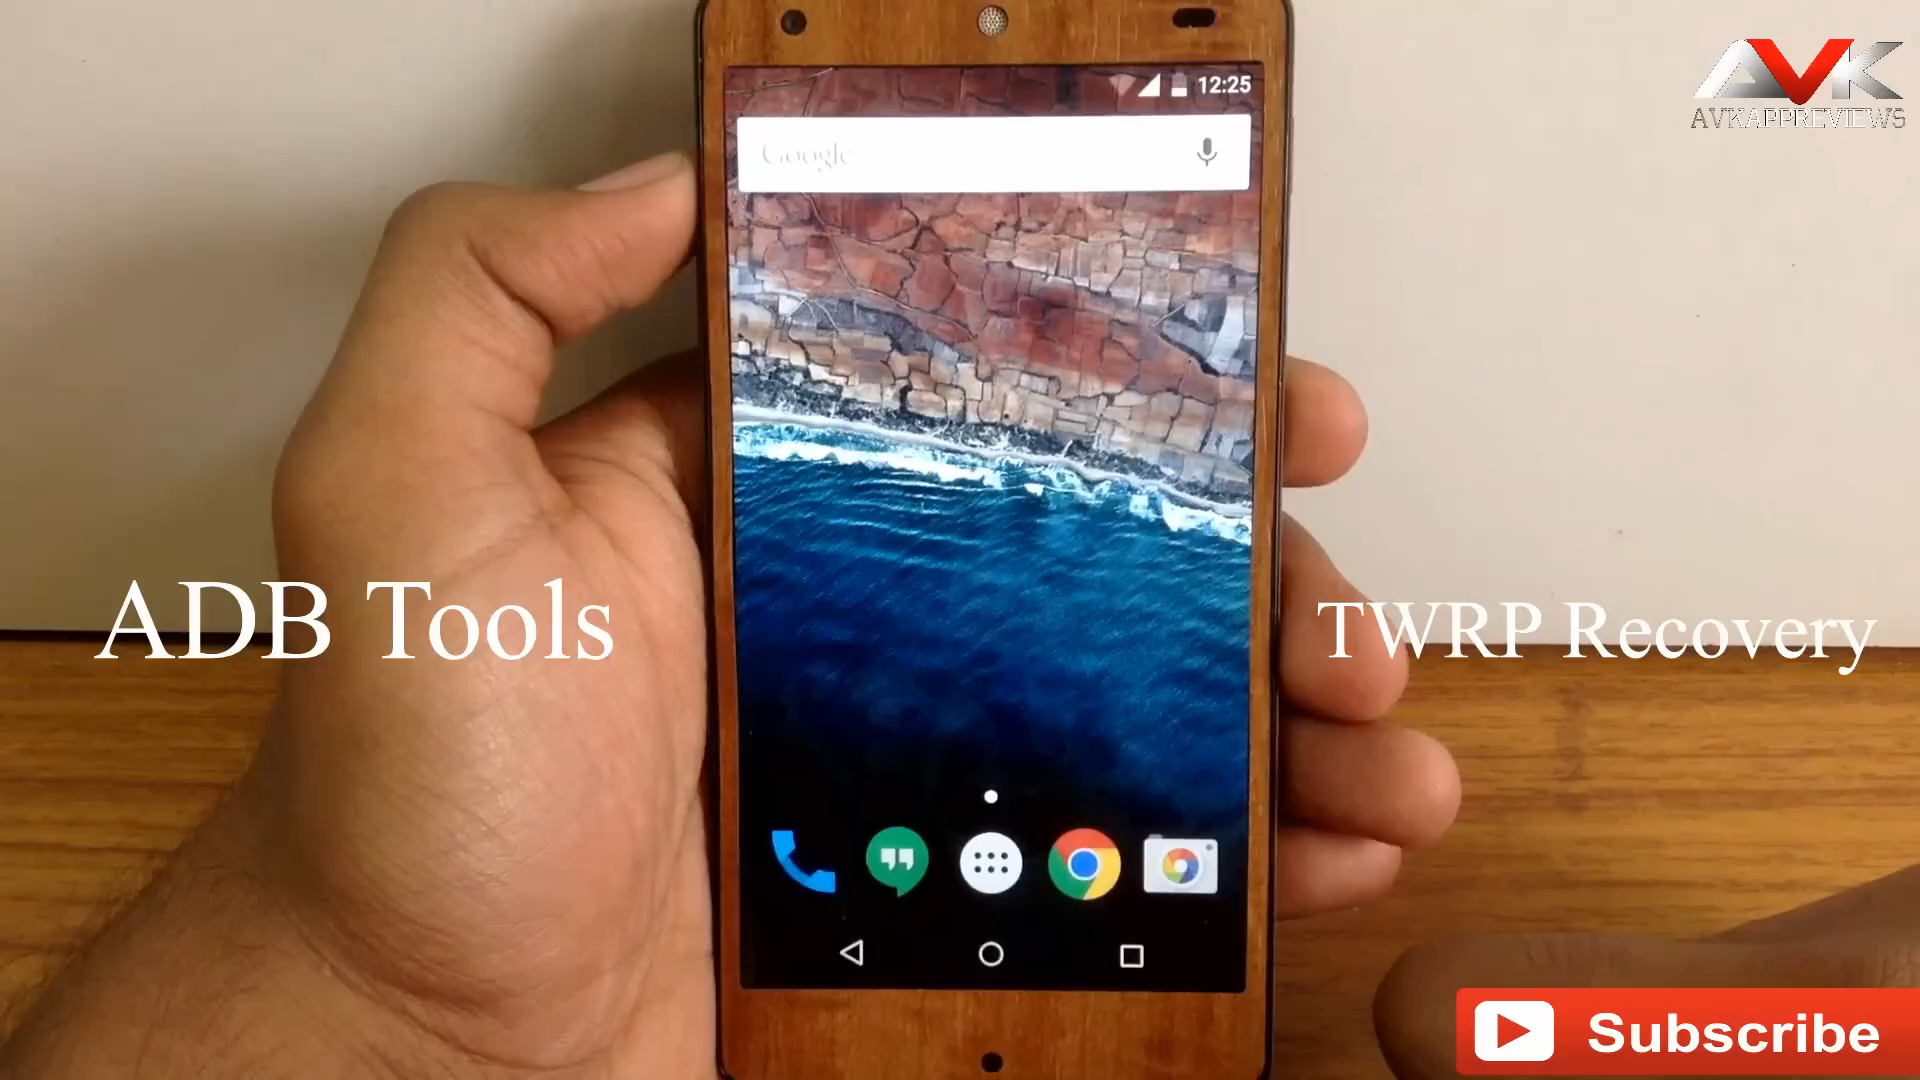 12:25
AVK
AVKAPPREVIEWS
Google
ADB Tools
TWRP Recovery
Subscribe